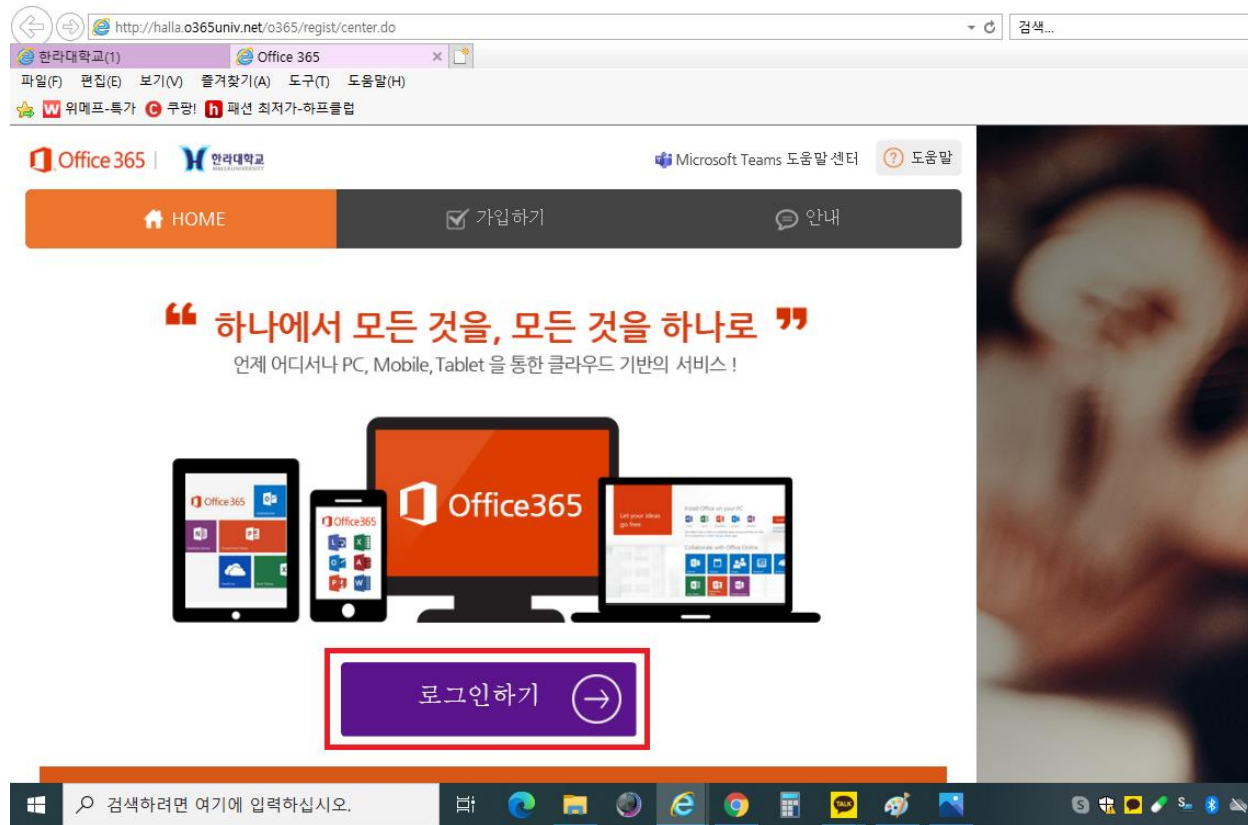 http://halla.o365univ.net/o365/regist/center.do 검색...
한라대학교(1) Office 365
파일(F) 편집(E) 보기(V) 즐겨찾기(A) 도구(T) 도움말(H)
W 위메프-특가 C 쿠팡! h 패션 최저가-하프클럽
Office 365 | 한라대학교 Microsoft Teams 도움말 센터 ? 도움말
HALLA UNIVERSITY
HOME 가입하기 안내
“ 하나에서 모든 것을, 모든 것을 하나로 ”
언제 어디서나 PC, Mobile, Tablet 을 통한 클라우드 기반의 서비스 !
Office 365
Office365
Office365
Let your ideas go free
Install Office on your PC
Collaborate with Office Online
로그인하기
검색하려면 여기에 입력하십시오.
TALK